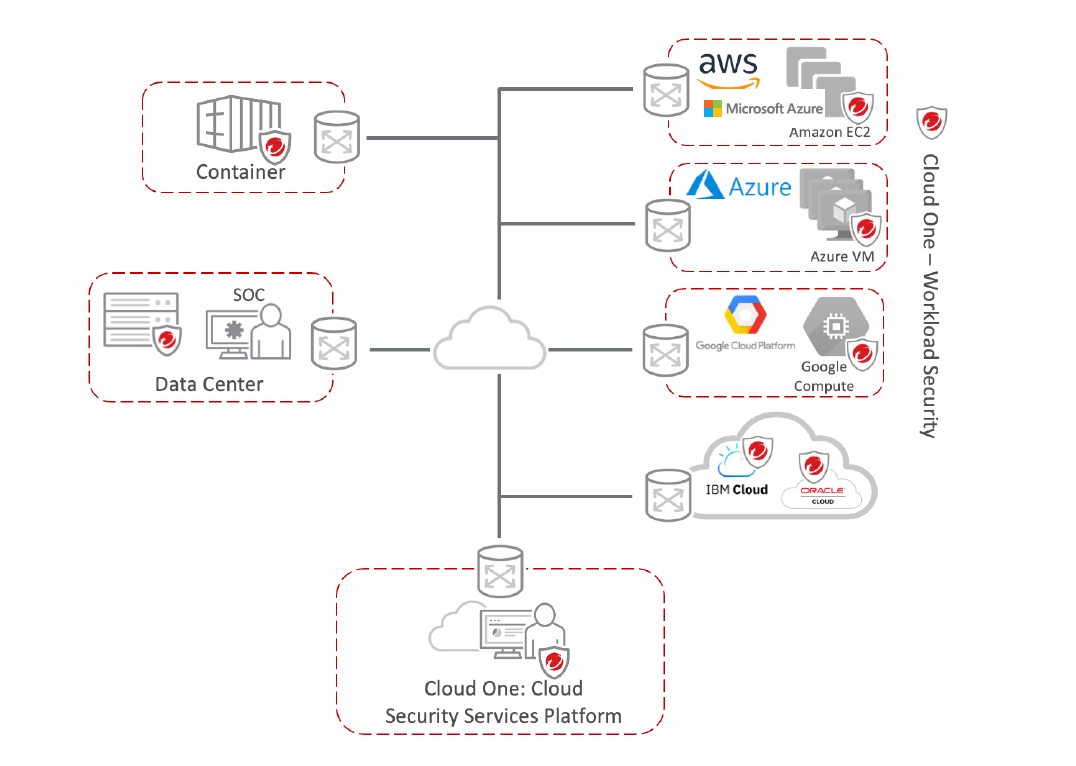 Container
SOC
Data Center
aws
Microsoft Azure
Amazon EC2
Azure
Azure VM
Google Cloud Platform
Google
Compute
IBM Cloud
ORACLE
CLOUD
Cloud One – Workload Security
Cloud One: Cloud
Security Services Platform